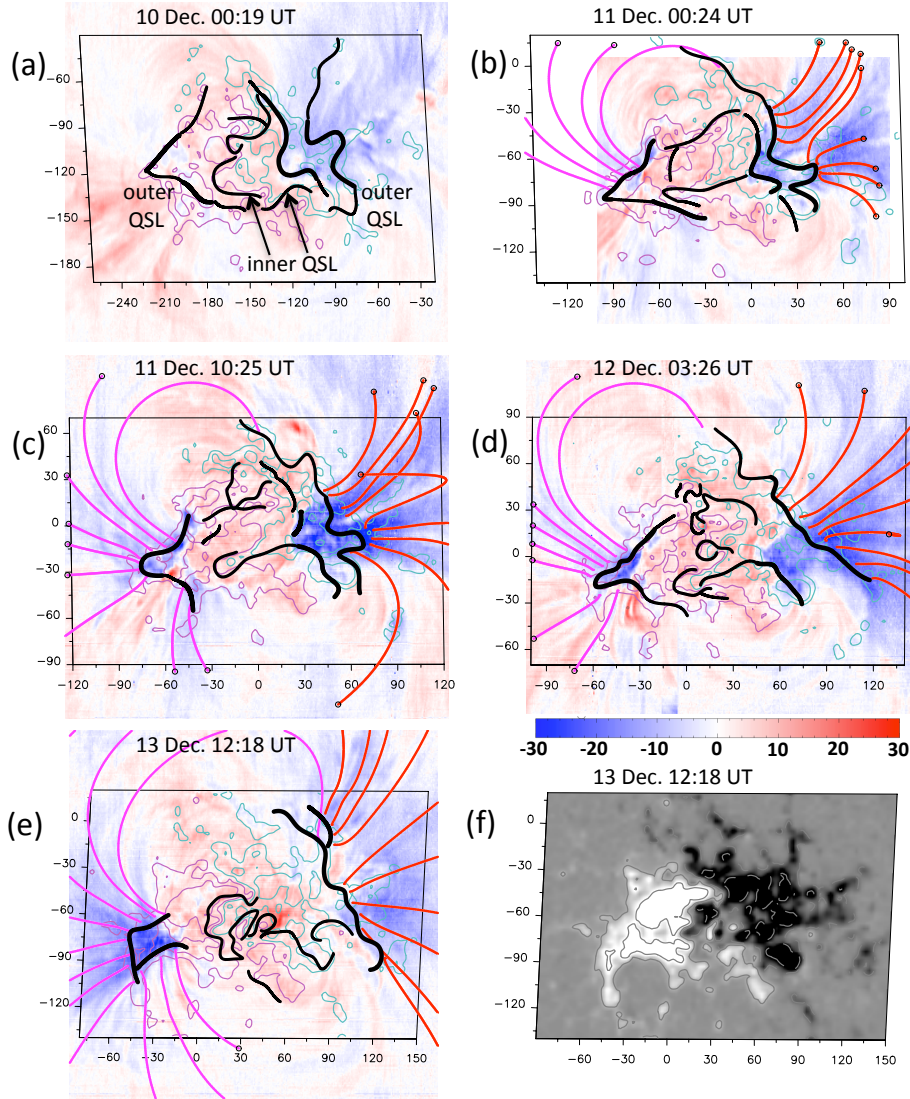 10 Dec. 00:19 UT
(a)
−60
−90
−120
−150
−190
outer QSL
outer QSL
inner QSL
−240 −210 −180 −150 −120 −90 −60 −30
11 Dec. 00:24 UT
(b)
0
−30
−60
−90
−120
−120 −90 −60 −30 0 30 60 90
11 Dec. 10:25 UT
(c)
60
30
0
−30
−60
−90
−120 −90 −60 −30 0 30 60 90 120
12 Dec. 03:26 UT
(d)
90
60
30
0
−30
−60
−90 −60 −30 0 30 60 90 120
-30 -20 -10 0 10 20 30
13 Dec. 12:18 UT
(e)
0
−30
−60
−90
−120
−60 −30 0 30 60 90 120 150
13 Dec. 12:18 UT
(f)
0
−30
−60
−90
−120
−60 −30 0 30 60 90 120 150